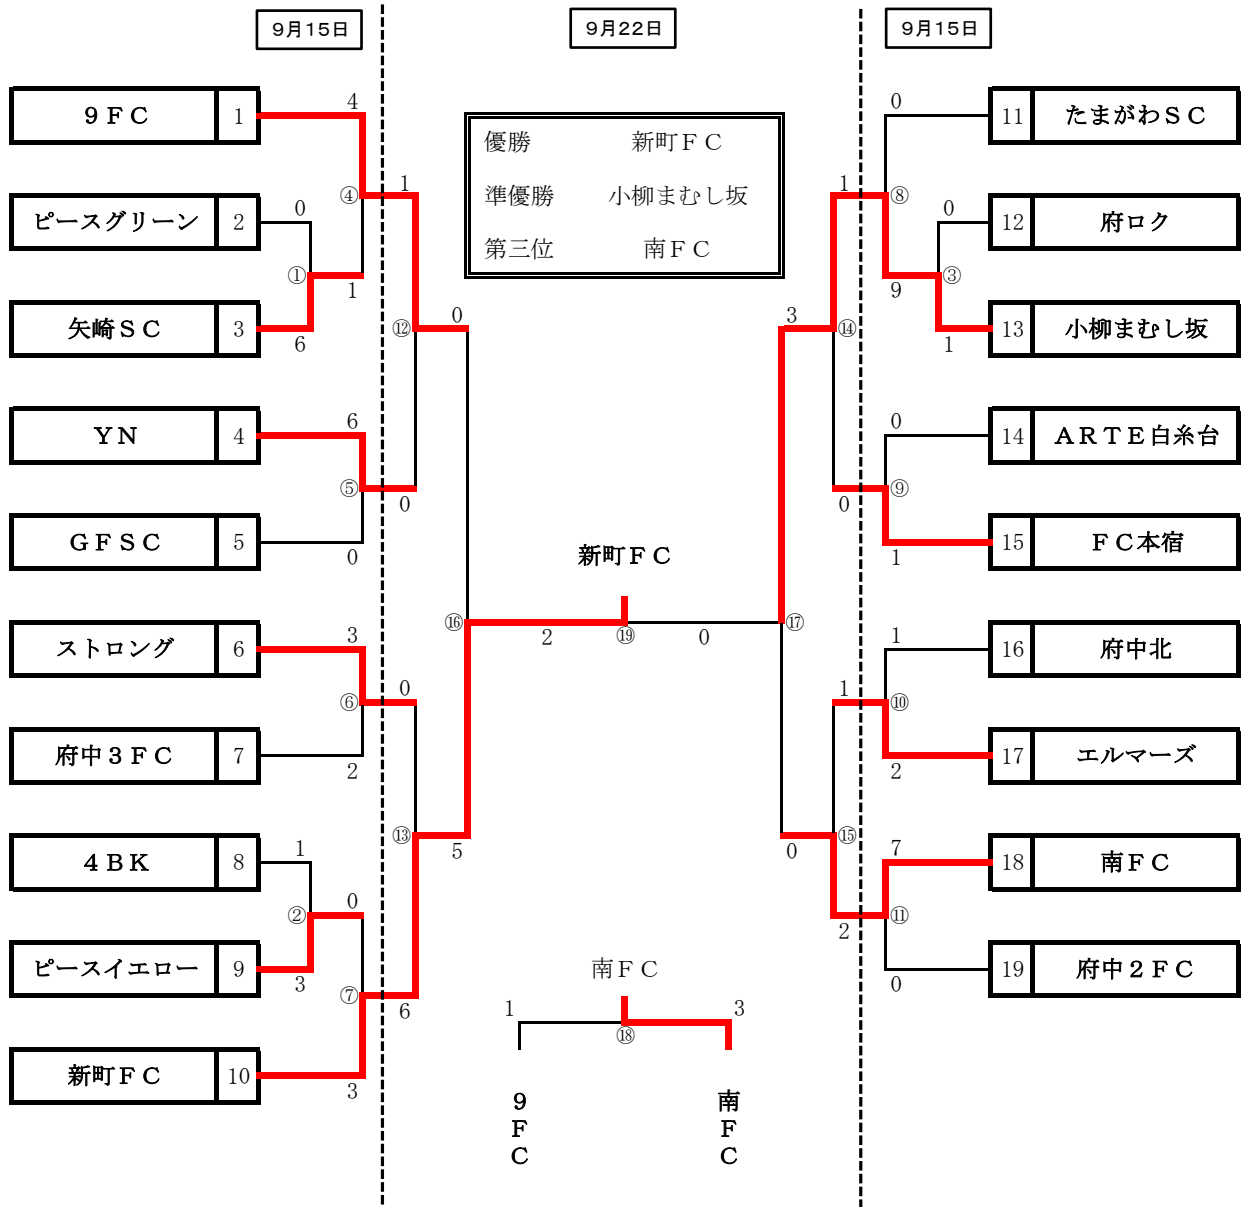 9月15日
9月22日
9月15日
9FC 1
ピースグリーン 2
矢崎SC 3
YN 4
GFSC 5
ストロング 6
府中3FC 7
4BK 8
ピースイエロー 9
新町FC 10
4
④
0
①
1
6
6
⑤
0
3
⑥
2
1
②
0
3
⑦
3
1
⑫
0
0
0
⑬
6
5
優勝 新町FC
準優勝 小柳まむし坂
第三位 南FC
新町FC
⑯
2
⑲
0
⑰
南FC
1
⑱
3
9FC
南FC
3
1
⑭
0
1
⑮
0
2
0
⑧
0
③
9
1
0
⑨
1
1
⑩
2
7
⑪
0
11 たまがわSC
12 府ロク
13 小柳まむし坂
14 ARTE白糸台
15 FC本宿
16 府中北
17 エルマーズ
18 南FC
19 府中2FC